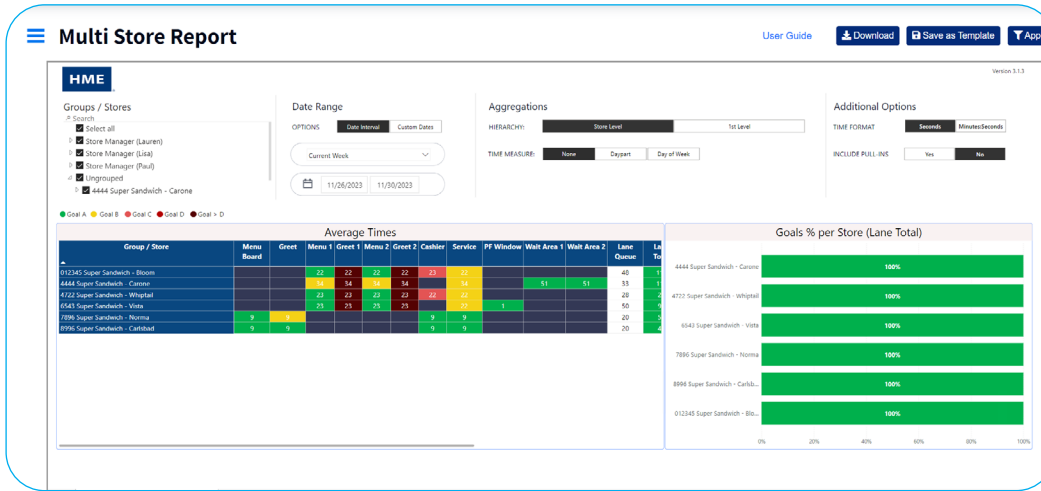 Multi Store Report
User Guide
Download
Save as Template
App
HME
Version 3.1.3
Groups / Stores
Search
Select all
Store Manager (Lauren)
Store Manager (Lisa)
Store Manager (Paul)
Ungrouped
4444 Super Sandwich - Carone
Date Range
OPTIONS Date Interval Custom Dates
Current Week
11/26/2023 11/30/2023
Aggregations
HIERARCHY: Store Level 1st Level
TIME MEASURE: None Daypart Day of Week
Additional Options
TIME FORMAT Seconds Minutes:Seconds
INCLUDE PULL-INS Yes No
Goal A Goal B Goal C Goal D Goal > D
Average Times
Group / Store Menu Board Greet Menu 1 Greet 1 Menu 2 Greet 2 Cashier Service PF Window Wait Area 1 Wait Area 2 Lane Queue
012345 Super Sandwich - Bloom 22 22 22 22 23 22 48
4444 Super Sandwich - Carone 34 34 34 34 34 51 51 33
4722 Super Sandwich - Whiptail 23 23 23 23 22 22 28
6543 Super Sandwich - Vista 23 23 23 23 22 1 50
7896 Super Sandwich - Norma 9 9 9 9 20
8996 Super Sandwich - Carlsbad 9 9 9 9 20
Goals % per Store (Lane Total)
4444 Super Sandwich - Carone 100%
4722 Super Sandwich - Whiptail 100%
6543 Super Sandwich - Vista 100%
7896 Super Sandwich - Norma 100%
8996 Super Sandwich - Carlsb... 100%
012345 Super Sandwich - Blo... 100%
0% 20% 40% 60% 80% 100%